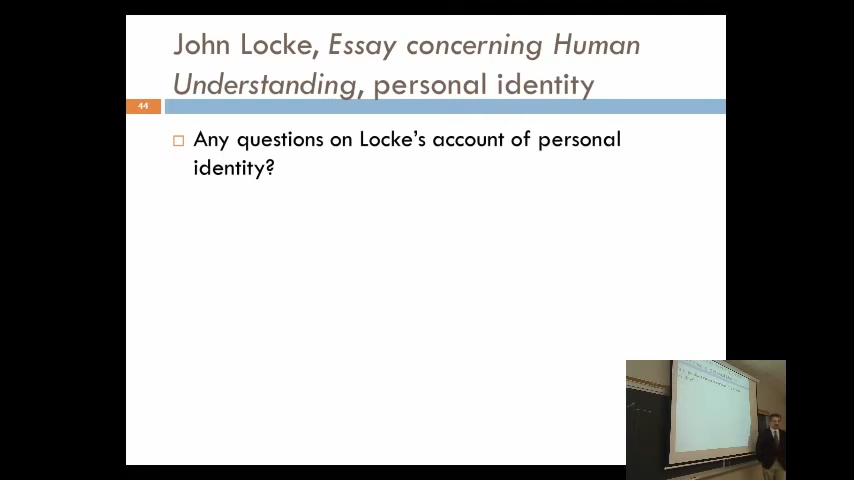 John Locke, Essay concerning Human
Understanding, personal identity
44
Any questions on Locke's account of personal
identity?